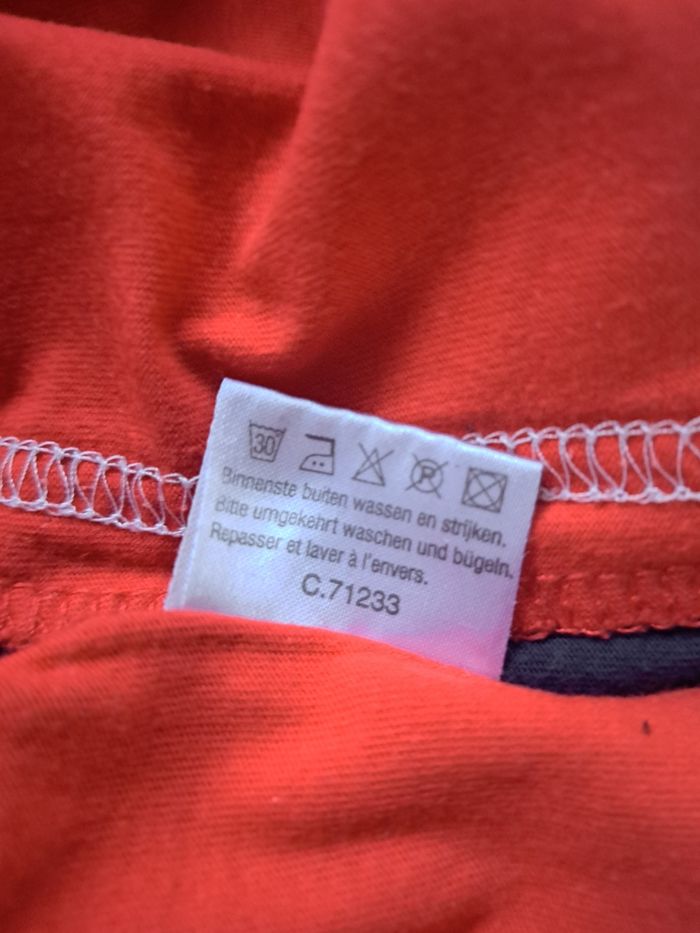 30
Binnenste buiten wassen en strijken.
Bitte umgekehrt waschen und bügeln.
Repasser et laver à l'envers.
C.71233